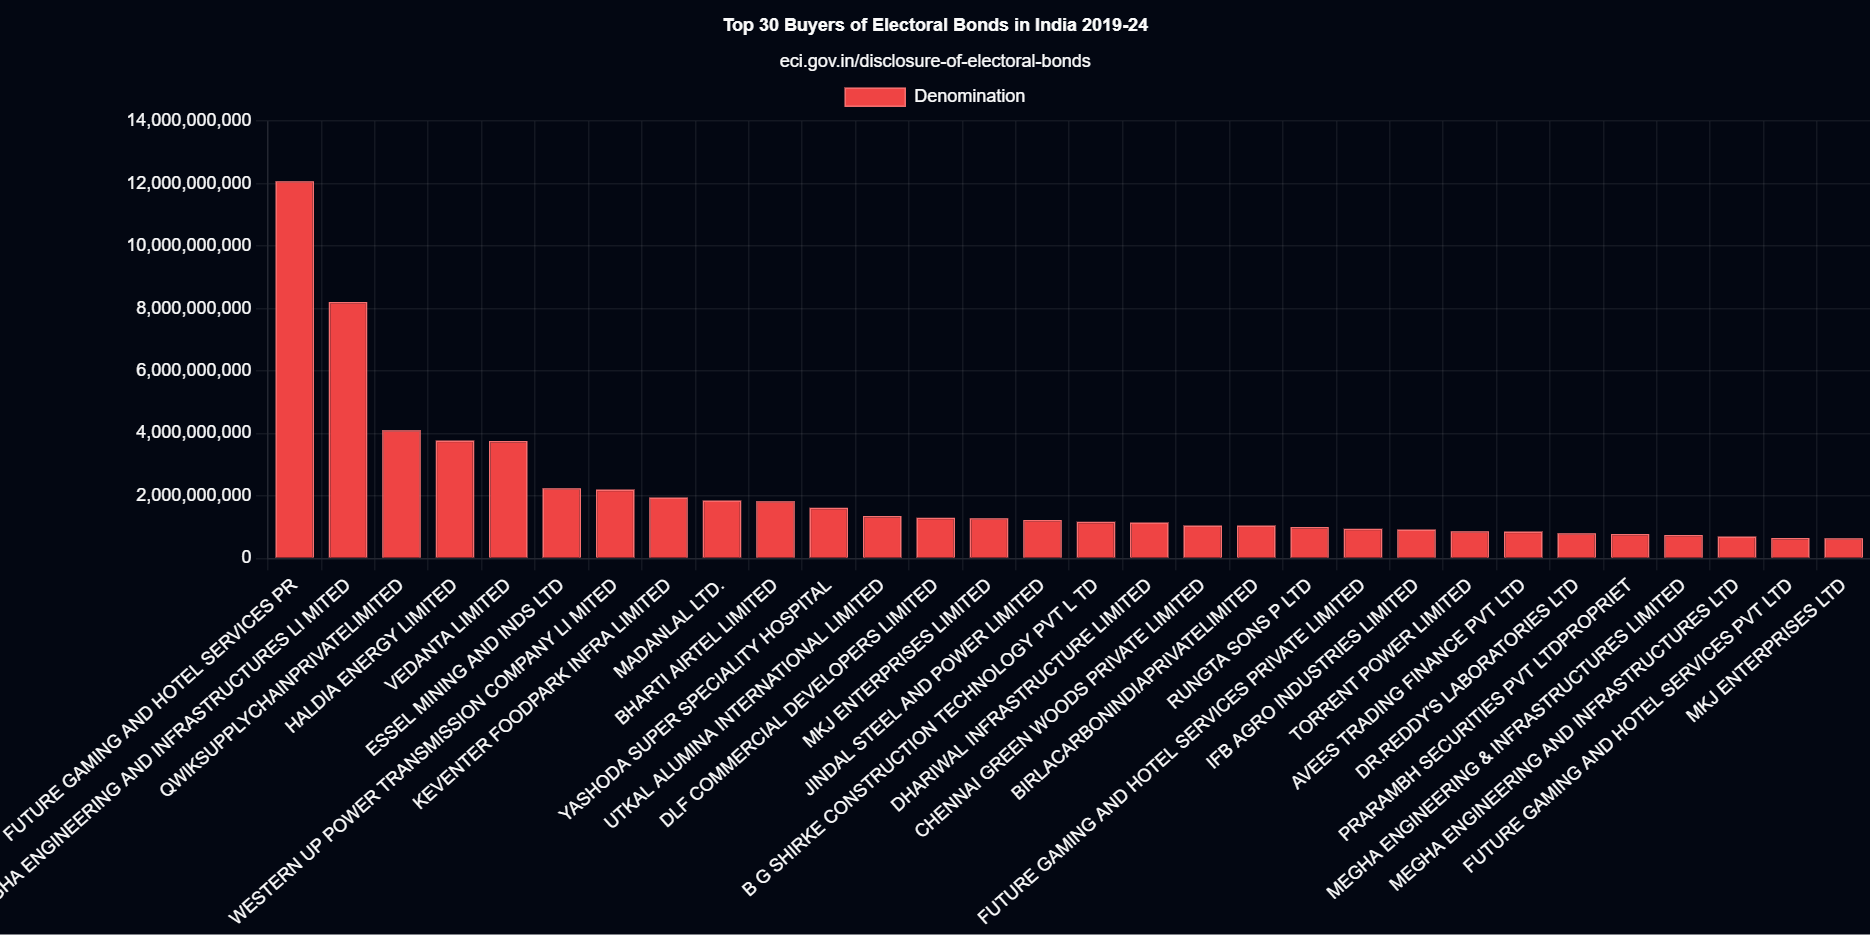 Top 30 Buyers of Electoral Bonds in India 2019-24
eci.gov.in/disclosure-of-electoral-bonds
Denomination
14,000,000,000
12,000,000,000
10,000,000,000
8,000,000,000
6,000,000,000
4,000,000,000
2,000,000,000
0
FUTURE GAMING AND HOTEL SERVICES PR
ENGINEERING AND INFRASTRUCTURES LIMITED
QWIKSUPPLYCHAINPRIVATELIMITED
HALDIA ENERGY LIMITED
VEDANTA LIMITED
ESSEL MINING AND INDS LTD
WESTERN UP POWER TRANSMISSION COMPANY LIMITED
KEVENTER FOODPARK INFRA LIMITED
MADANLAL LTD.
BHARTI AIRTEL LIMITED
YASHODA SUPER SPECIALITY HOSPITAL
UTKAL ALUMINA INTERNATIONAL LIMITED
DLF COMMERCIAL DEVELOPERS LIMITED
MKJ ENTERPRISES LIMITED
JINDAL STEEL AND POWER LIMITED
B G SHIRKE CONSTRUCTION TECHNOLOGY PVT L TD
DHARIWAL INFRASTRUCTURE LIMITED
CHENNAI GREEN WOODS PRIVATE LIMITED
BIRLACARBONINDIAPRIVATELIMITED
RUNGTA SONS P LTD
FUTURE GAMING AND HOTEL SERVICES PRIVATE LIMITED
IFB AGRO INDUSTRIES LIMITED
TORRENT POWER LIMITED
AVEES TRADING FINANCE PVT LTD
DR.REDDY'S LABORATORIES LTD
PRARAMBH SECURITIES PVT LTDPROPRIET
MEGHA ENGINEERING & INFRASTRUCTURES LIMITED
MEGHA ENGINEERING AND INFRASTRUCTURES LTD
FUTURE GAMING AND HOTEL SERVICES PVT LTD
MKJ ENTERPRISES LTD